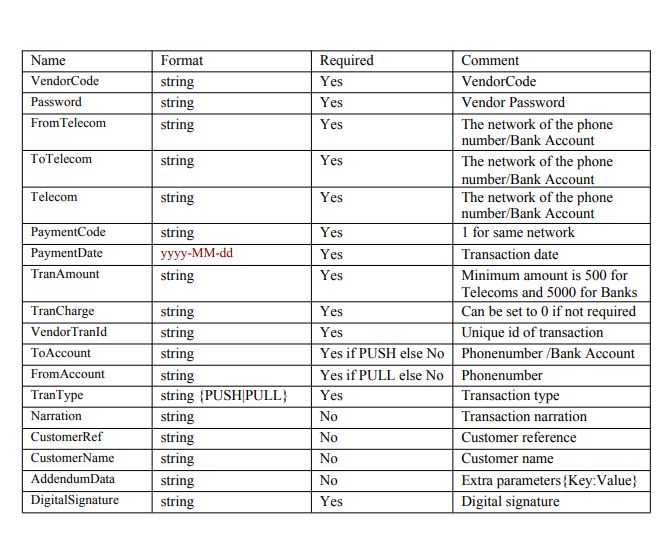 Name Format Required Comment
VendorCode string Yes VendorCode
Password string Yes Vendor Password
FromTelecom string Yes The network of the phone
number/Bank Account
ToTelecom string Yes The network of the phone
number/Bank Account
Telecom string Yes The network of the phone
number/Bank Account
PaymentCode string Yes 1 for same network
PaymentDate yyyy-MM-dd Yes Transaction date
TranAmount string Yes Minimum amount is 500 for
Telecoms and 5000 for Banks
TranCharge string Yes Can be set to 0 if not required
VendorTranId string Yes Unique id of transaction
ToAccount string Yes if PUSH else No Phonenumber /Bank Account
FromAccount string Yes if PULL else No Phonenumber
TranType string {PUSH|PULL} Yes Transaction type
Narration string No Transaction narration
CustomerRef string No Customer reference
CustomerName string No Customer name
AddendumData string No Extra parameters{Key:Value}
DigitalSignature string Yes Digital signature